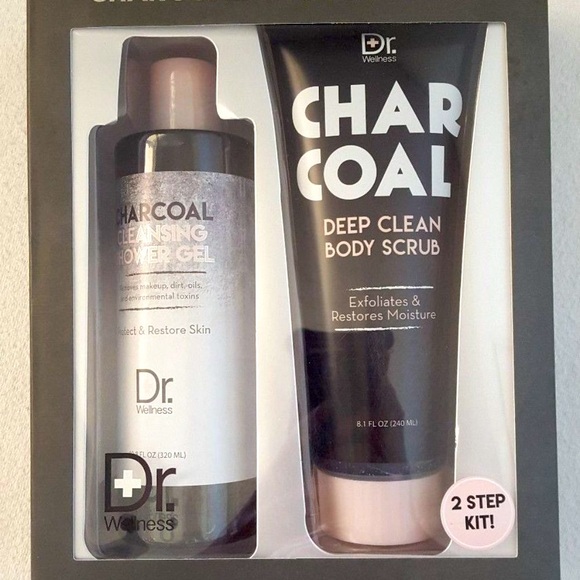 Dr.
Wellness
CHAR
COAL
DEEP CLEAN
BODY SCRUB
Exfoliates &
Restores Moisture
8.1 FL OZ (240 ML)
CHARCOAL
CLEANSING
SHOWER GEL
Removes makeup, dirt, oils,
and environmental toxins
Protect & Restore Skin
Dr.
Wellness
FL OZ (320 ML)
Dr.
Wellness
2 STEP
KIT!